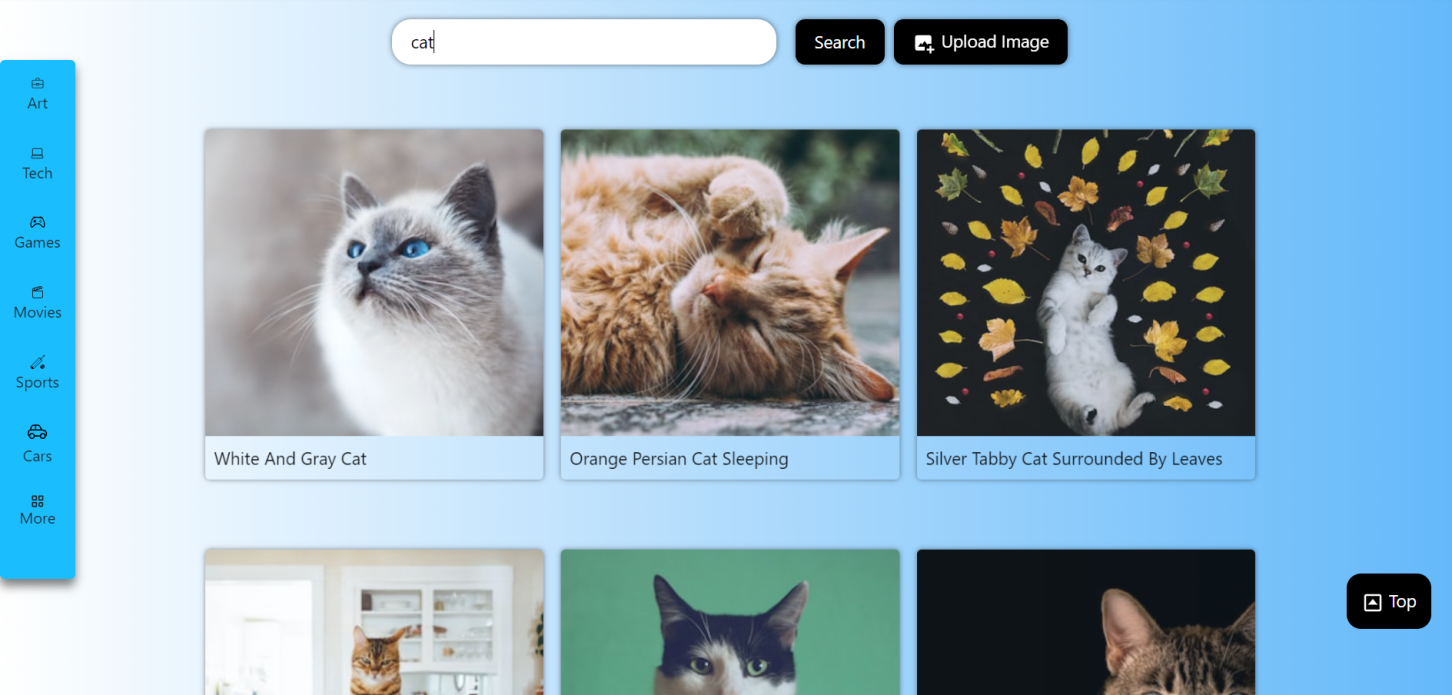 cat
Search
Upload Image
Art
Tech
Games
Movies
Sports
Cars
More
White And Gray Cat
Orange Persian Cat Sleeping
Silver Tabby Cat Surrounded By Leaves
Top